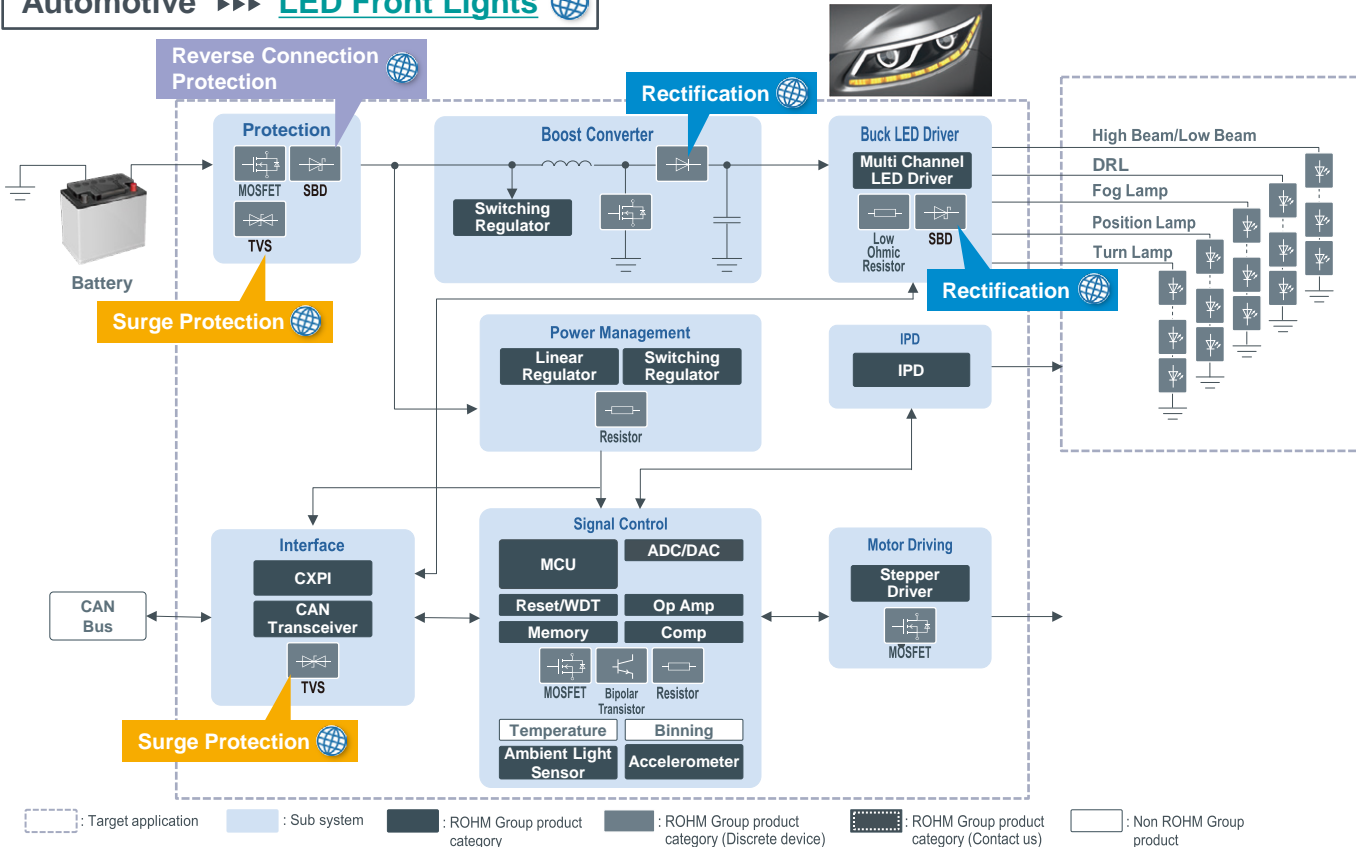 Automotive ▸▸▸ LED Front Lights
Reverse Connection
Protection
Rectification
Protection
MOSFET
SBD
TVS
Boost Converter
Switching
Regulator
Buck LED Driver
Multi Channel
LED Driver
Low
Ohmic
Resistor
SBD
High Beam/Low Beam
DRL
Fog Lamp
Position Lamp
Turn Lamp
Battery
Rectification
Surge Protection
Power Management
Linear
Regulator
Switching
Regulator
Resistor
IPD
IPD
Interface
CXPI
CAN
Transceiver
TVS
CAN
Bus
Signal Control
MCU
ADC/DAC
Reset/WDT
Op Amp
Memory
Comp
MOSFET
Bipolar
Transistor
Resistor
Temperature
Binning
Ambient Light
Sensor
Accelerometer
Motor Driving
Stepper
Driver
MOSFET
Surge Protection
: Target application
: Sub system
: ROHM Group product
category
: ROHM Group product
category (Discrete device)
: ROHM Group product
category (Contact us)
: Non ROHM Group
product